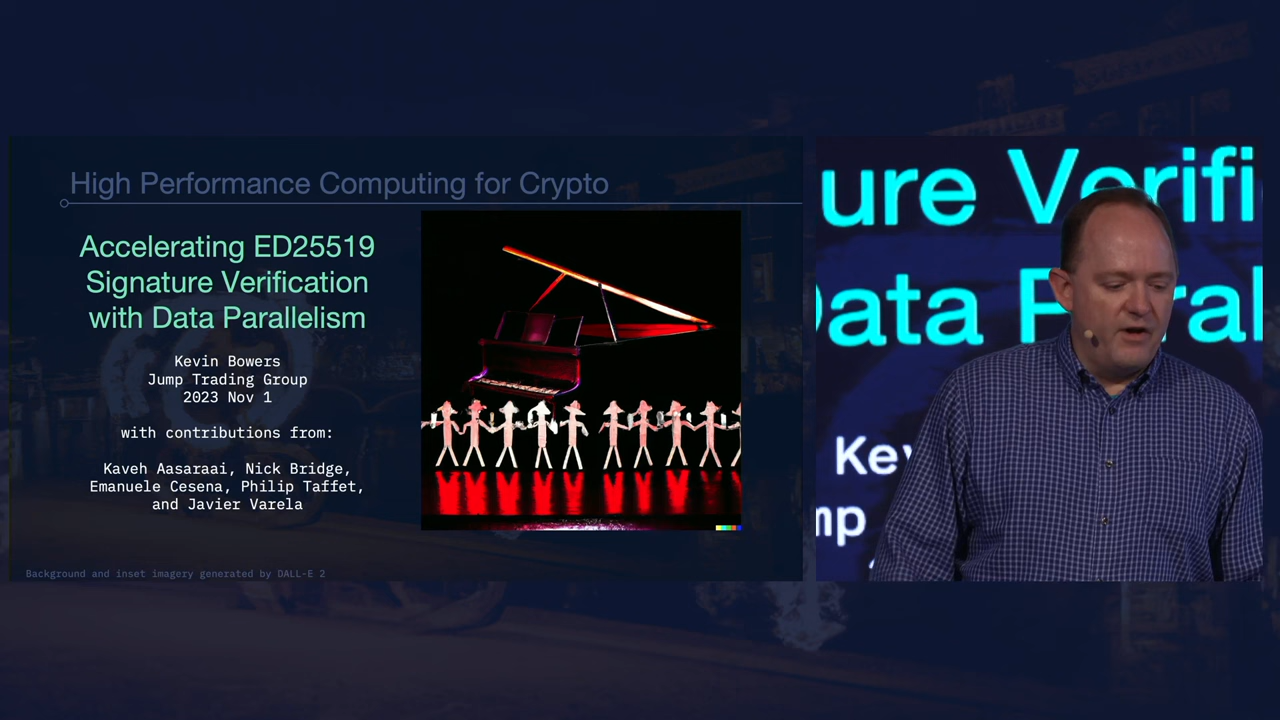 High Performance Computing for Crypto
Accelerating ED25519
Signature Verification
with Data Parallelism
Kevin Bowers
Jump Trading Group
2023 Nov 1
with contributions from:
Kaveh Aasaraai, Nick Bridge,
Emanuele Cesena, Philip Taffet,
and Javier Varela
Background and inset imagery generated by DALL-E 2
ure Verifi
Data Paral
Kev
mp